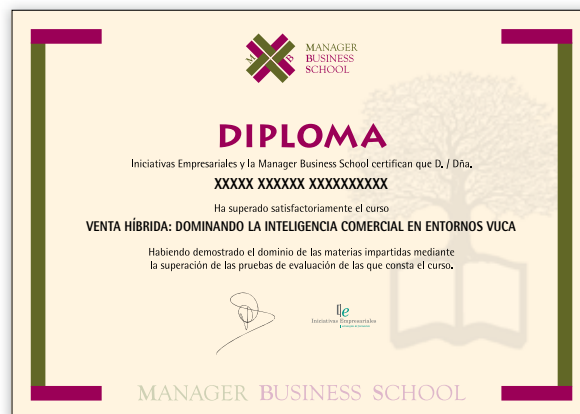 M B
MANAGER
BUSINESS
SCHOOL
DIPLOMA
Iniciativas Empresariales y la Manager Business School certifican que D. / Dña.
XXXXX XXXXXX XXXXXXXXXX
Ha superado satisfactoriamente el curso
VENTA HÍBRIDA: DOMINANDO LA INTELIGENCIA COMERCIAL EN ENTORNOS VUCA
Habiendo demostrado el dominio de las materias impartidas mediante
la superación de las pruebas de evaluación de las que consta el curso.
Iniciativas Empresariales
MANAGER BUSINESS SCHOOL